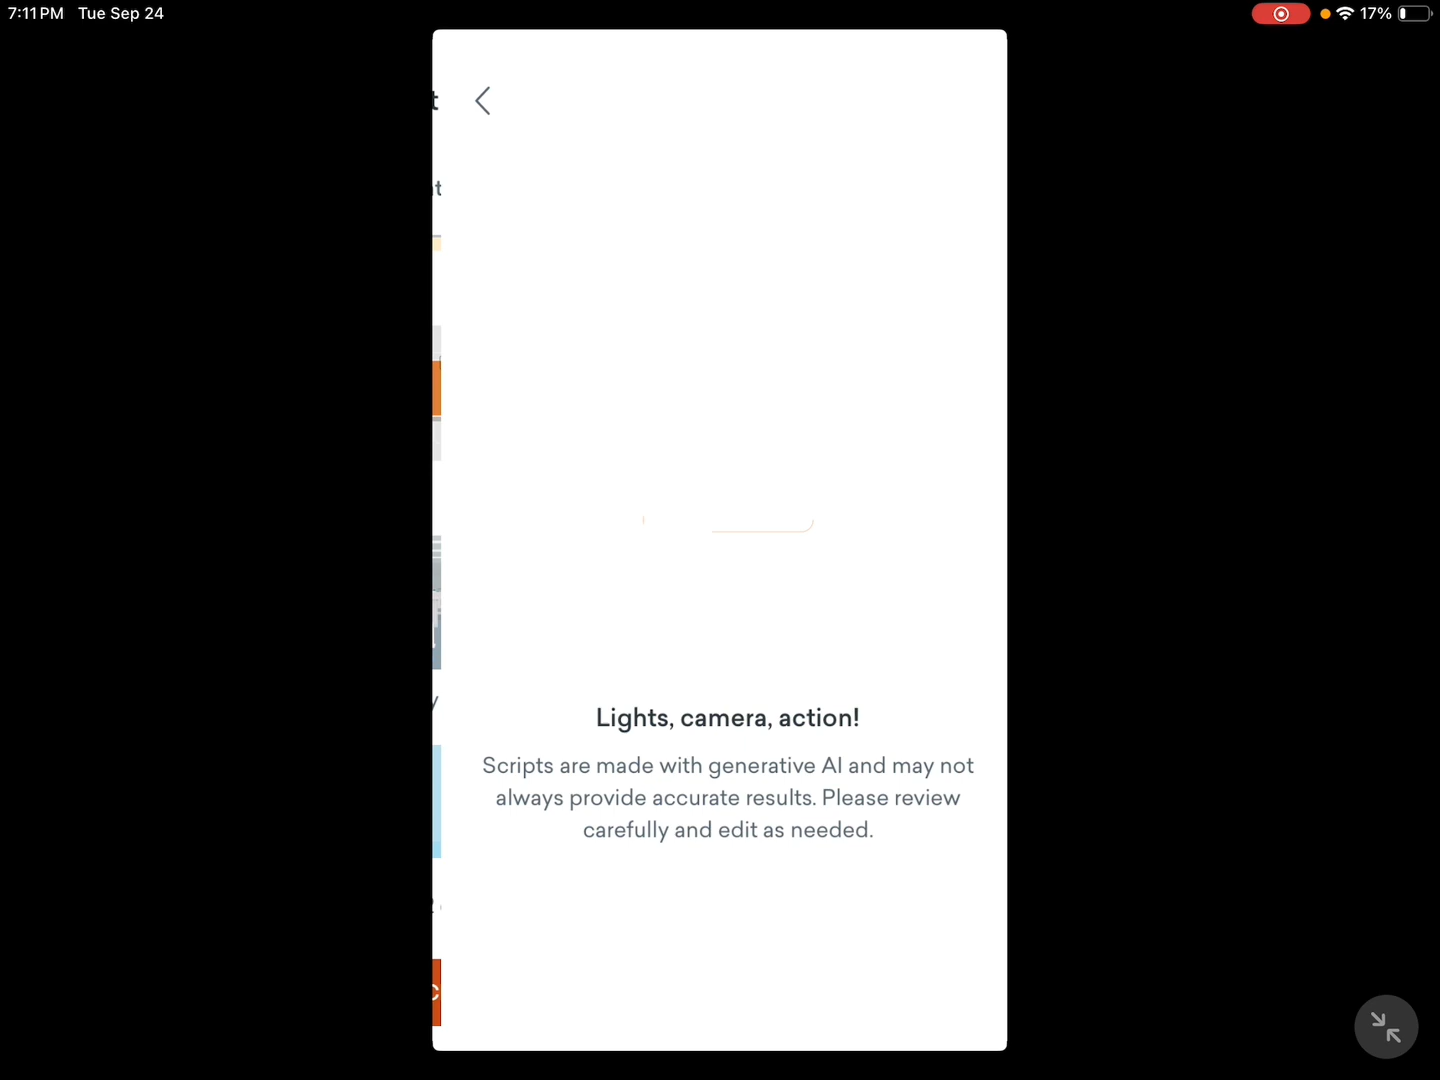 7:11 PM Tue Sep 24
17%
t
t
Lights, camera, action!
Scripts are made with generative AI and may not
always provide accurate results. Please review
carefully and edit as needed.